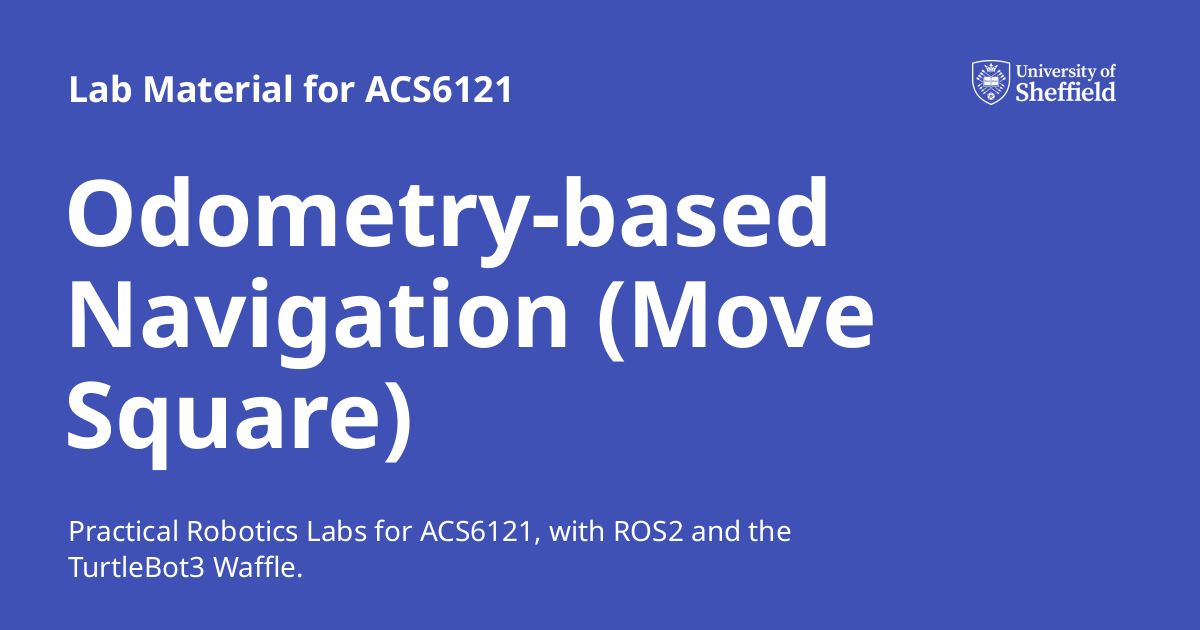 Lab Material for ACS6121
University of
Sheffield
Odometry-based
Navigation (Move
Square)
Practical Robotics Labs for ACS6121, with ROS2 and the
TurtleBot3 Waffle.